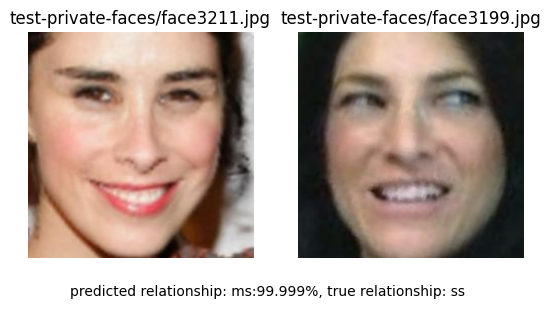 test-private-faces/face3211.jpg
test-private-faces/face3199.jpg
predicted relationship: ms:99.999%, true relationship: ss